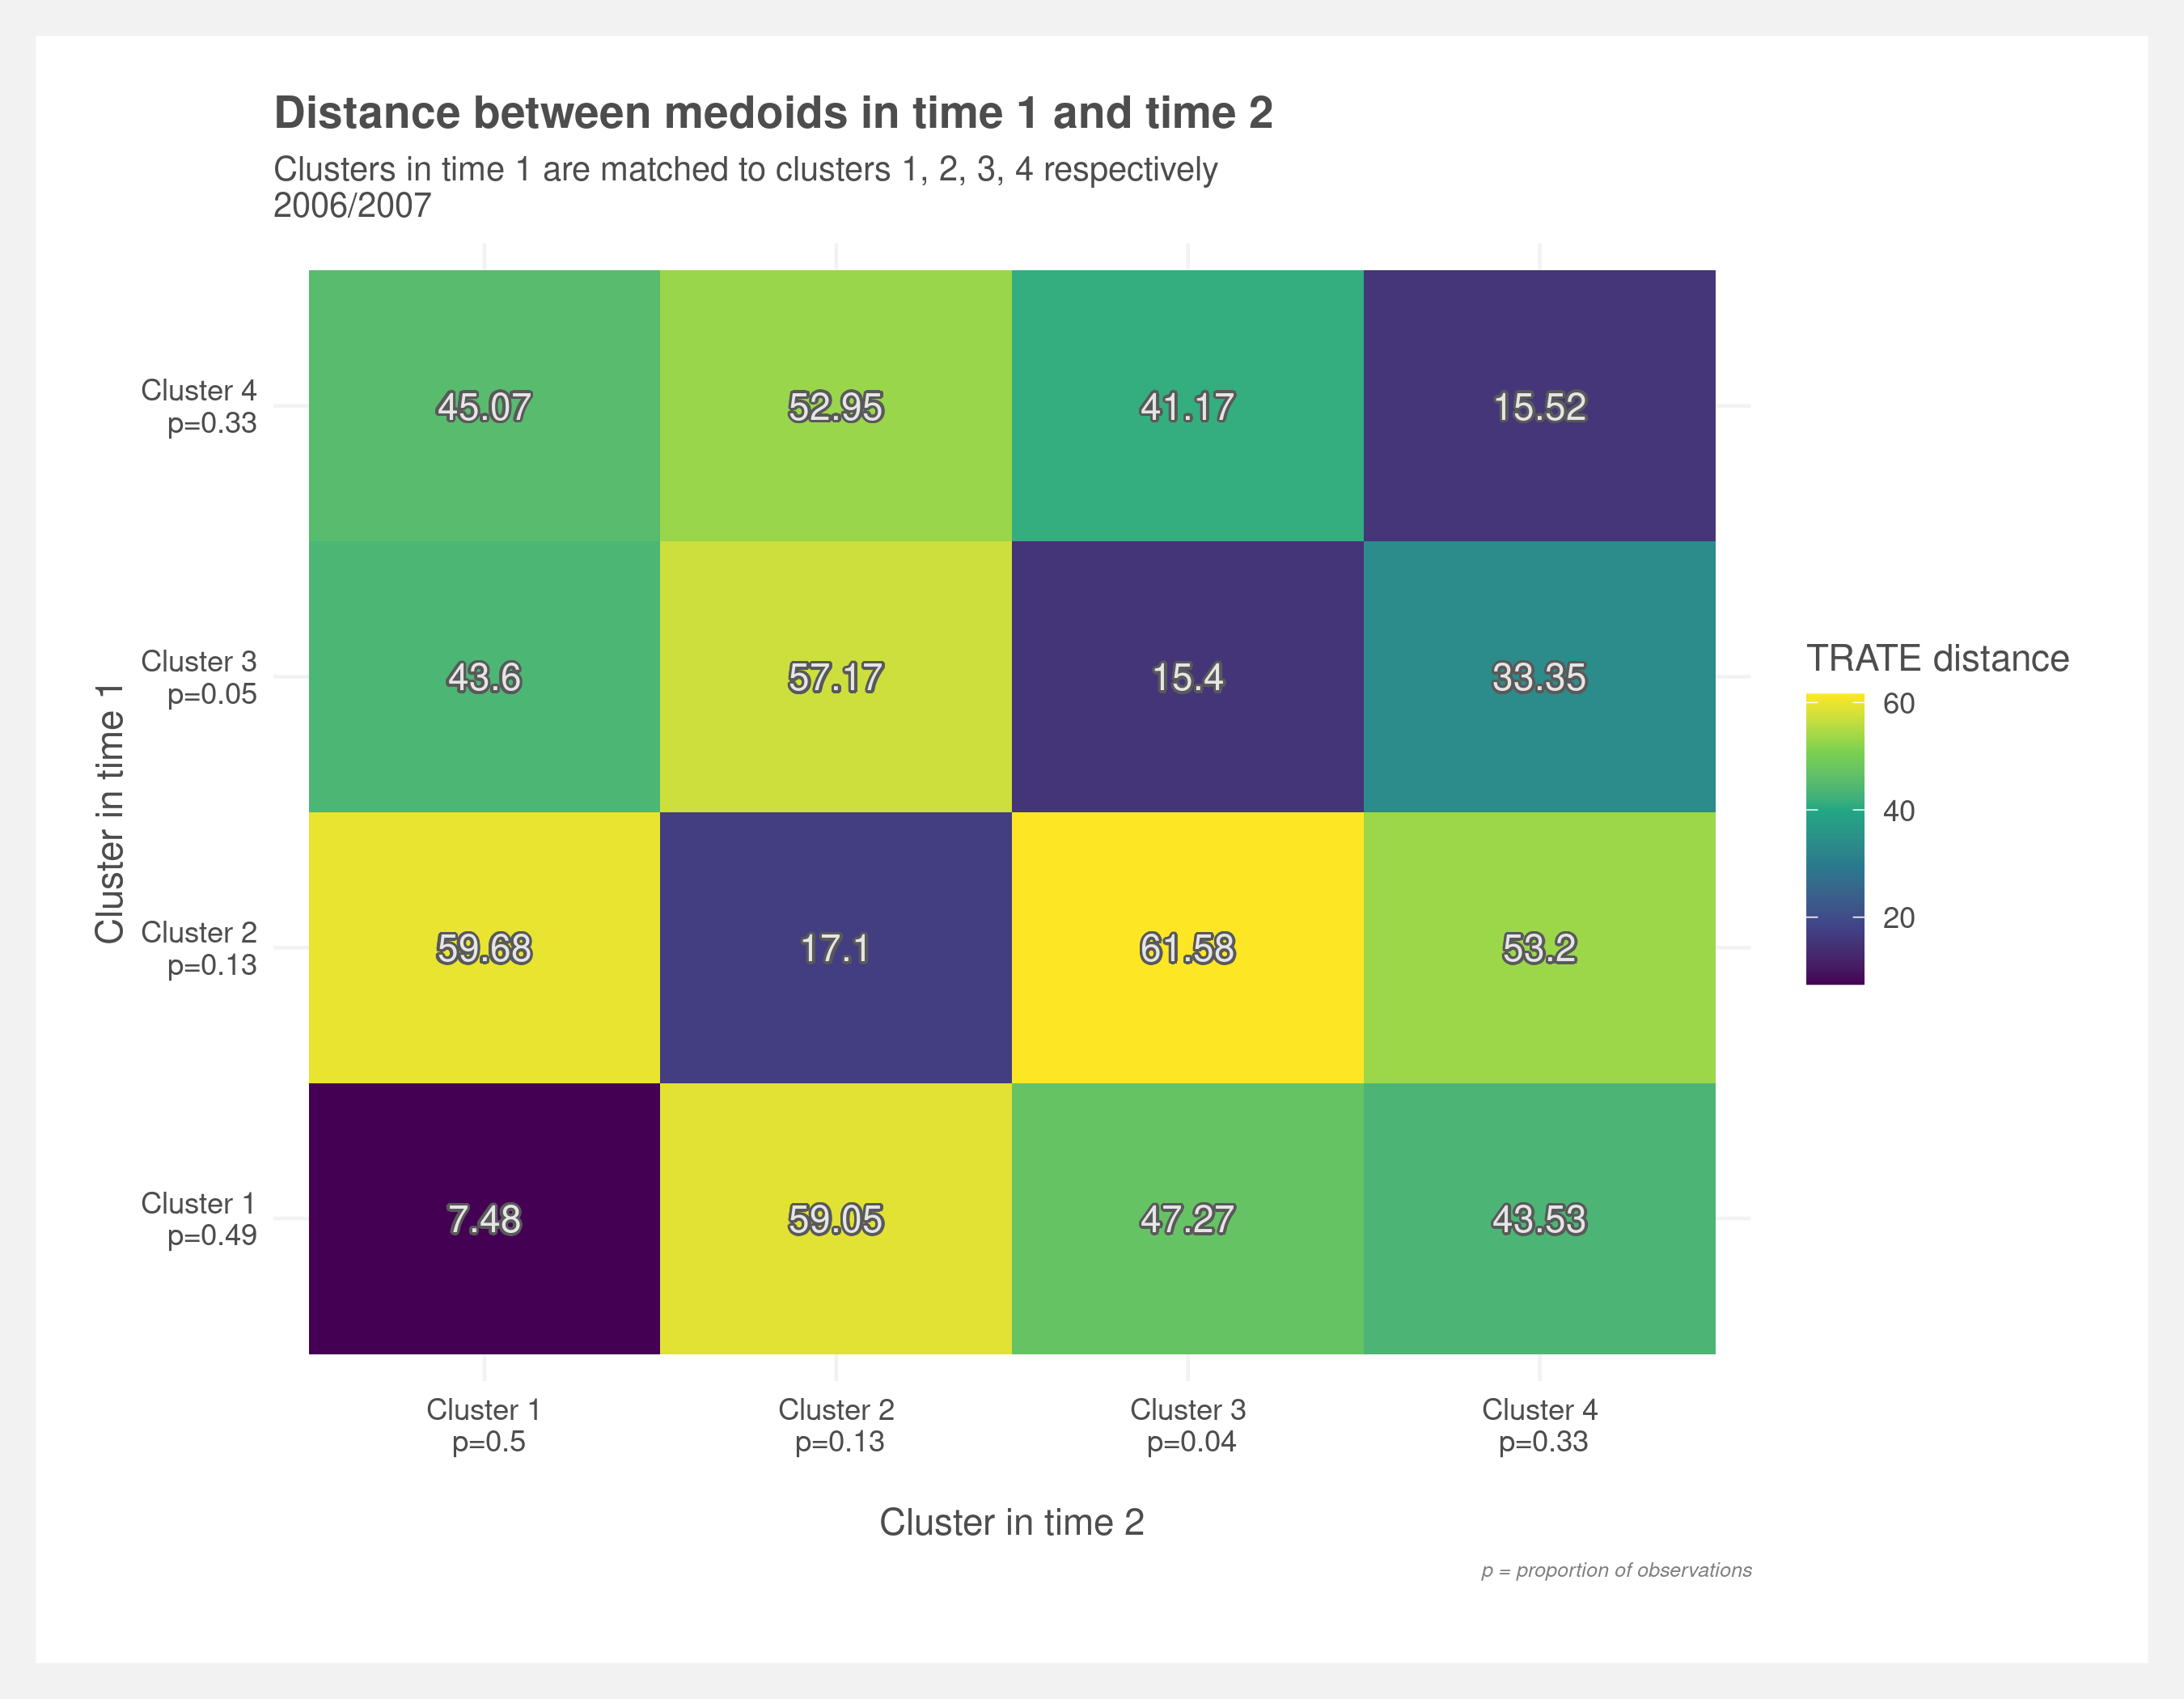 Distance between medoids in time 1 and time 2
Clusters in time 1 are matched to clusters 1, 2, 3, 4 respectively
2006/2007
Cluster in time 1
Cluster 4
p=0.33
45.07 52.95 41.17 15.52
Cluster 3
p=0.05
43.6 57.17 15.4 33.35
Cluster 2
p=0.13
59.68 17.1 61.58 53.2
Cluster 1
p=0.49
7.48 59.05 47.27 43.53
Cluster 1 Cluster 2 Cluster 3 Cluster 4
p=0.5 p=0.13 p=0.04 p=0.33
Cluster in time 2
TRATE distance
60
40
20
p = proportion of observations